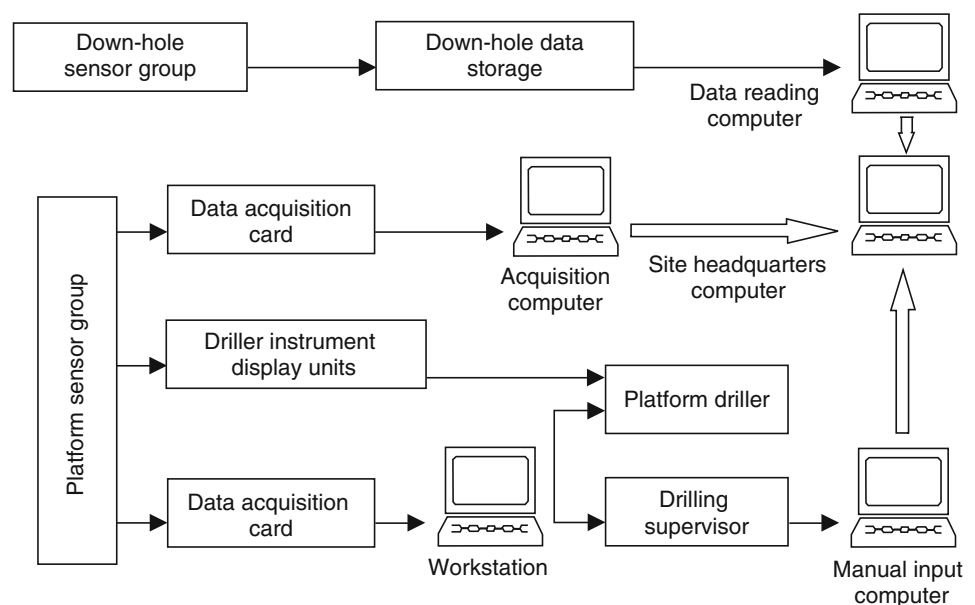 Down-hole
sensor group
Down-hole data
storage
Data reading
computer
Platform sensor group
Data acquisition
card
Acquisition
computer
Site headquarters
computer
Driller instrument
display units
Platform driller
Data acquisition
card
Workstation
Drilling
supervisor
Manual input
computer